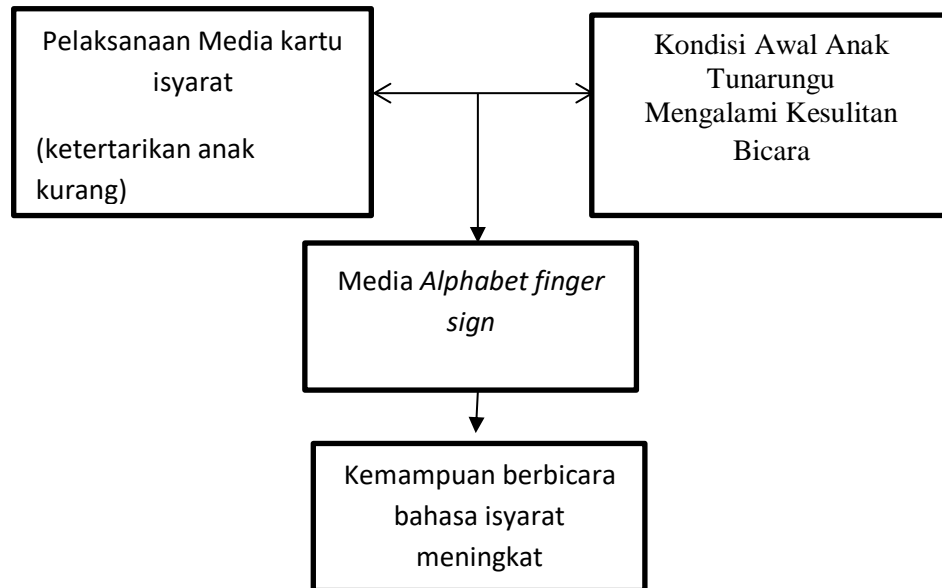 Pelaksanaan Media kartu
isyarat
(ketertarikan anak
kurang)
Kondisi Awal Anak
Tunarungu
Mengalami Kesulitan
Bicara
Media Alphabet finger
sign
Kemampuan berbicara
bahasa isyarat
meningkat